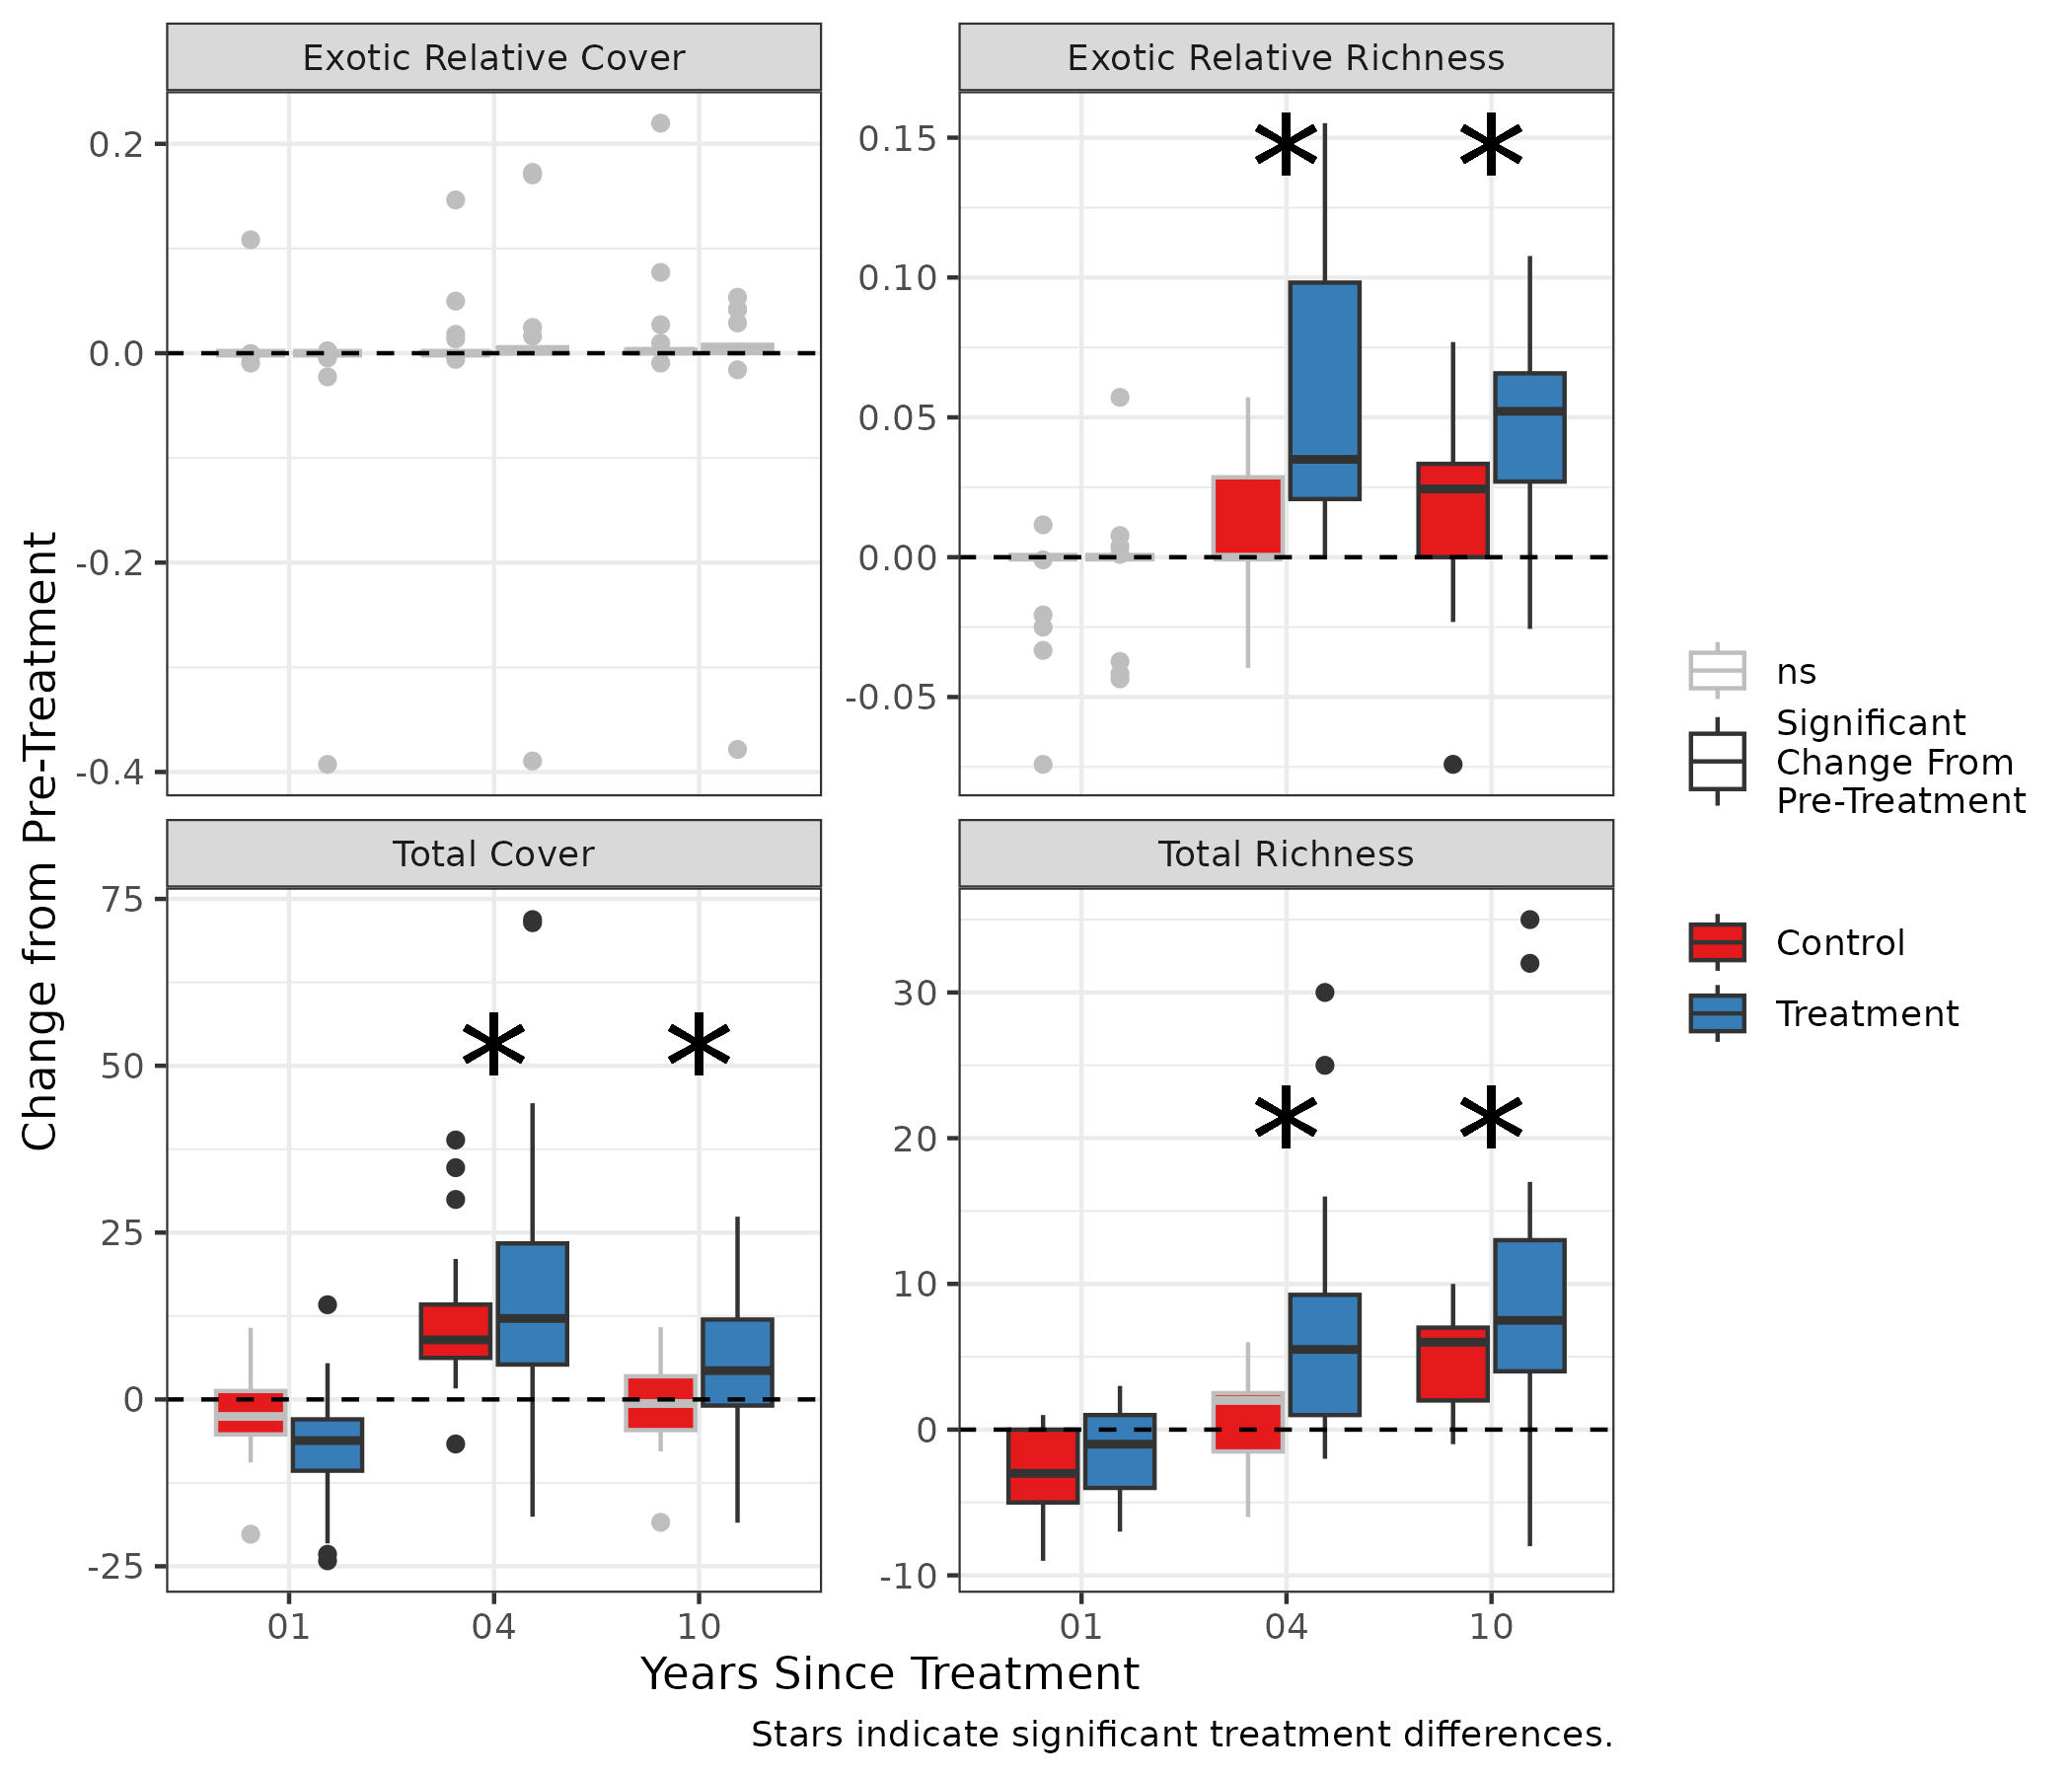 Exotic Relative Cover
Exotic Relative Richness
0.2
0.0
-0.2
-0.4
0.15
0.10
0.05
0.00
-0.05
Change from Pre-Treatment
Total Cover
Total Richness
75
50
25
0
-25
30
20
10
0
-10
01
04
10
01
04
10
Years Since Treatment
Stars indicate significant treatment differences.
ns
Significant
Change From
Pre-Treatment
Control
Treatment